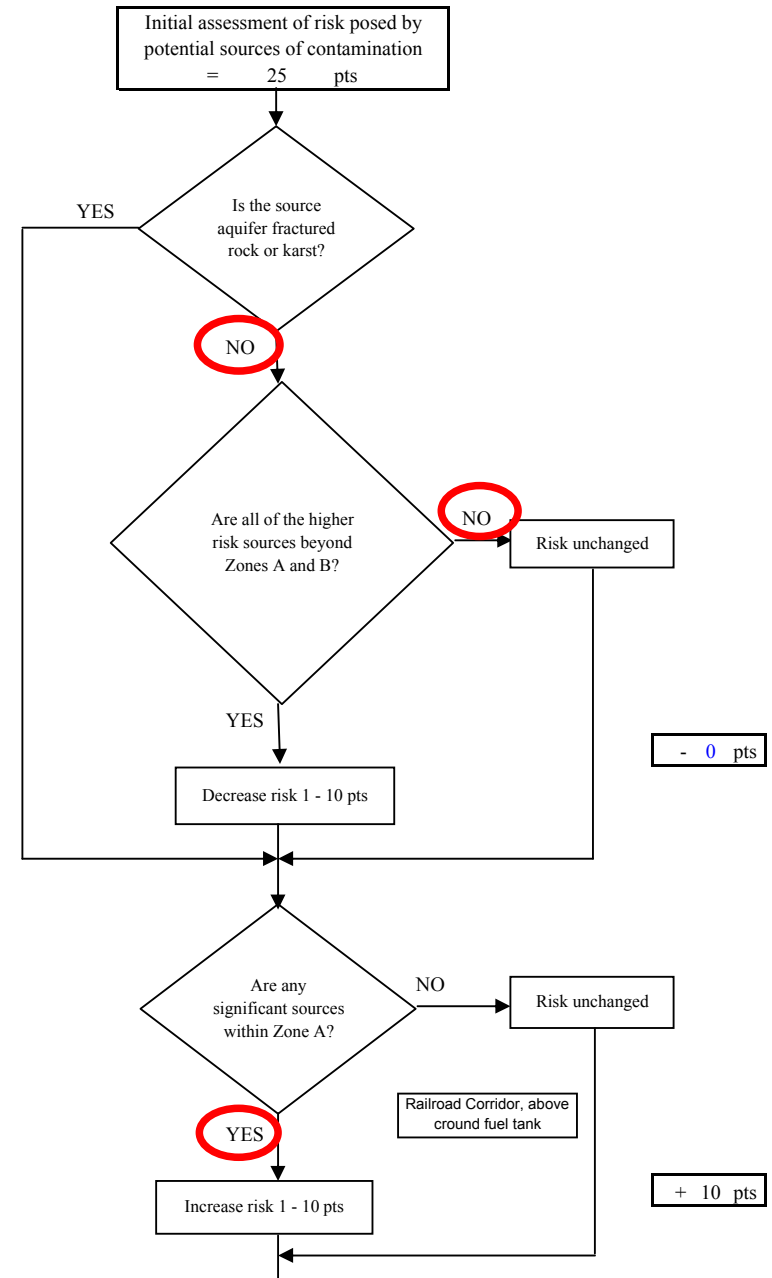 Initial assessment of risk posed by
potential sources of contamination
= 25 pts
Is the source
aquifer fractured
rock or karst?
YES
NO
Are all of the higher
risk sources beyond
Zones A and B?
NO
Risk unchanged
YES
- 0 pts
Decrease risk 1 - 10 pts
Are any
significant sources
within Zone A?
NO
Risk unchanged
Railroad Corridor, above
cround fuel tank
YES
+ 10 pts
Increase risk 1 - 10 pts